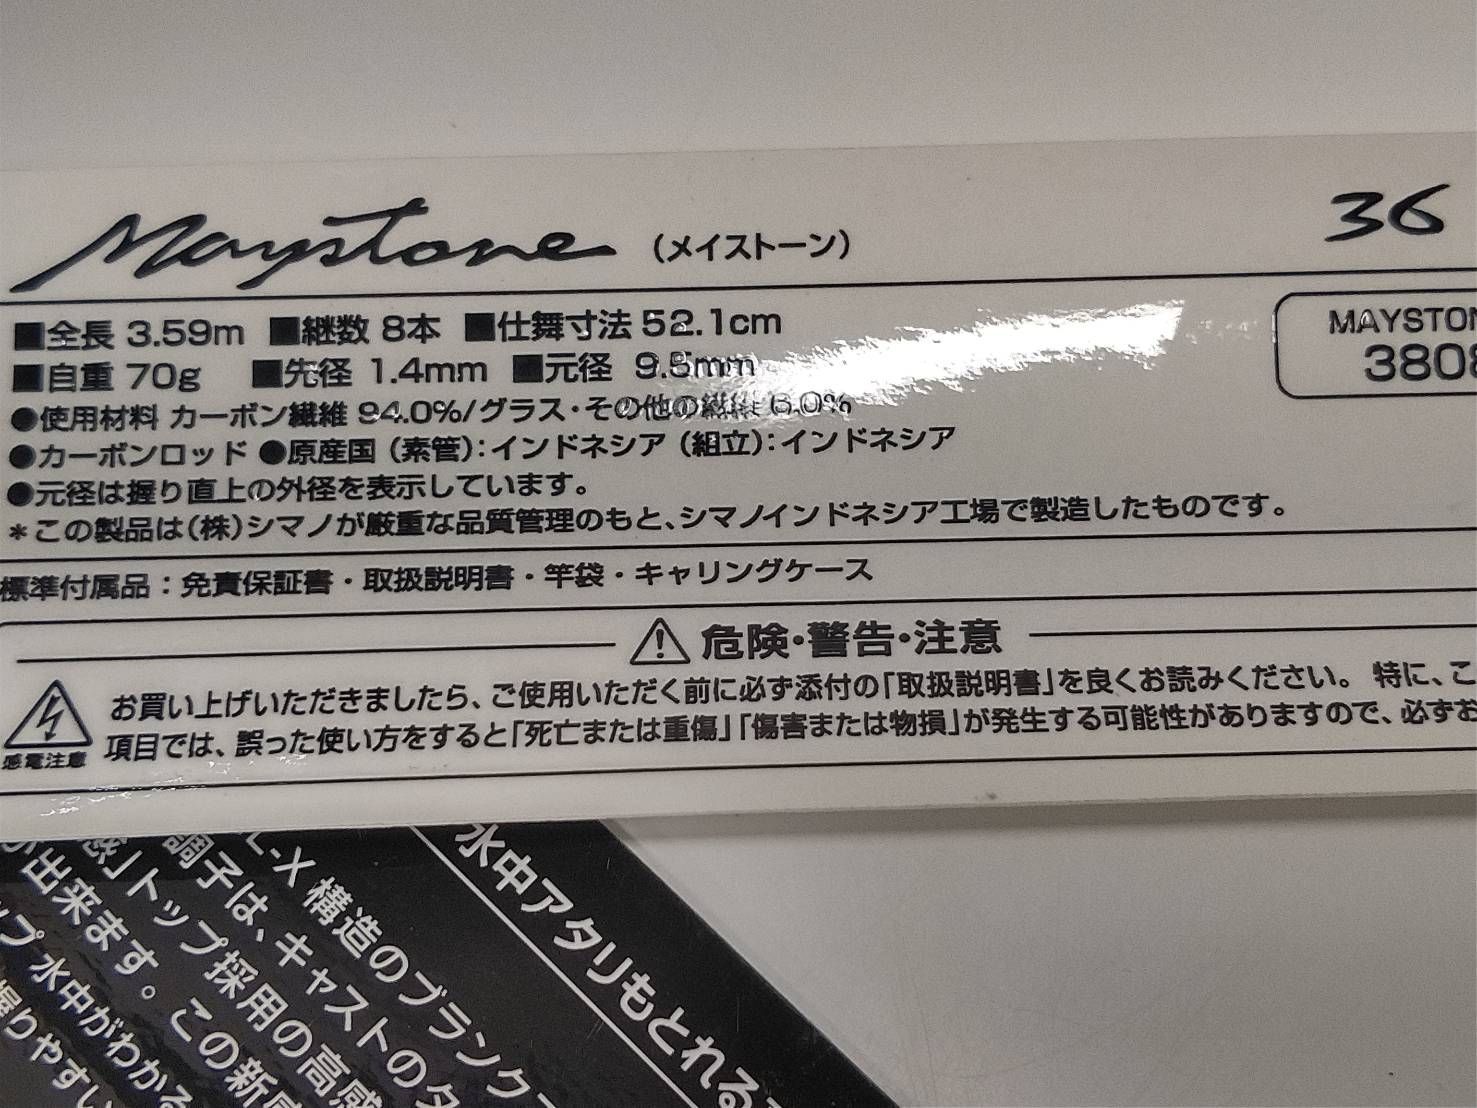 Maystone （メイストーン） 36
■全長 3.59m ■継数 8本 ■仕舞寸法 52.1cm
■自重 70g ■先径 1.4mm ■元径 9.5mm
MAYSTON
380
●使用材料 カーボン繊維 94.0%/グラス・その他の繊維 6.0%
●カーボンロッド ●原産国（素管）：インドネシア（組立）：インドネシア
●元径は握り直上の外径を表示しています。
＊この製品は（株）シマノが厳重な品質管理のもと、シマノインドネシア工場で製造したものです。
標準付属品：免責保証書・取扱説明書・竿袋・キャリングケース
危険・警告・注意
感電注意
お買い上げいただきましたら、ご使用いただく前に必ず添付の「取扱説明書」を良くお読みください。 特に、こ
項目では、誤った使い方をすると「死亡または重傷」「傷害または物損」が発生する可能性がありますので、必ずお
水中アタリもとれる
L-X 構造のブランク
調子は、キャストのタ
感」トップ採用の高感
出来ます。この新感
ップ 水中がわかる
握りやすい